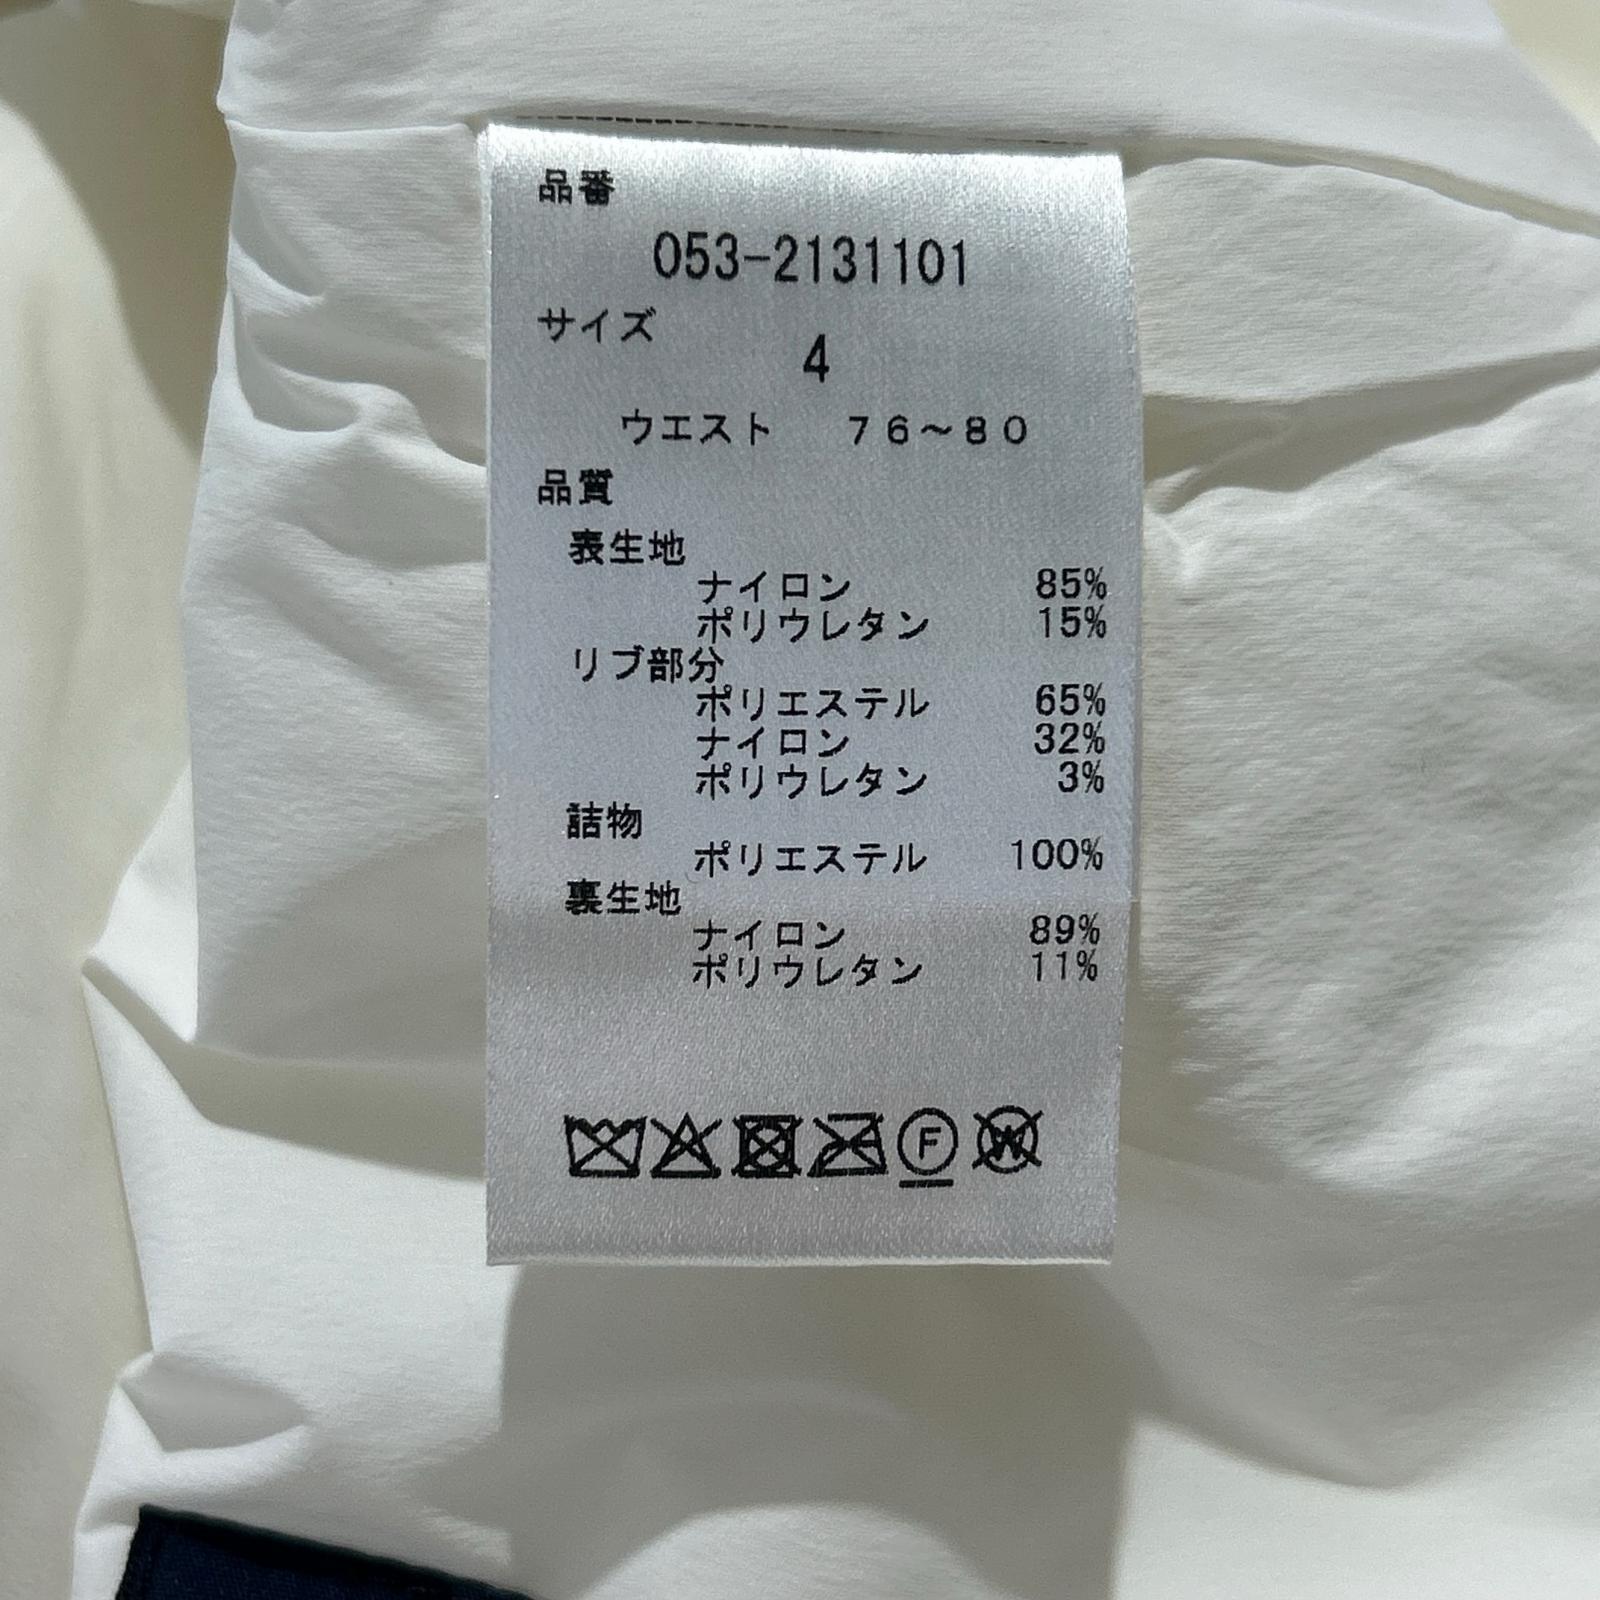 品番
053-2131101
サイズ
4
ウエスト 76～80
品質
表生地
ナイロン 85%
ポリウレタン 15%
リブ部分
ポリエステル 65%
ナイロン 32%
ポリウレタン 3%
詰物
ポリエステル 100%
裏生地
ナイロン 89%
ポリウレタン 11%
F W